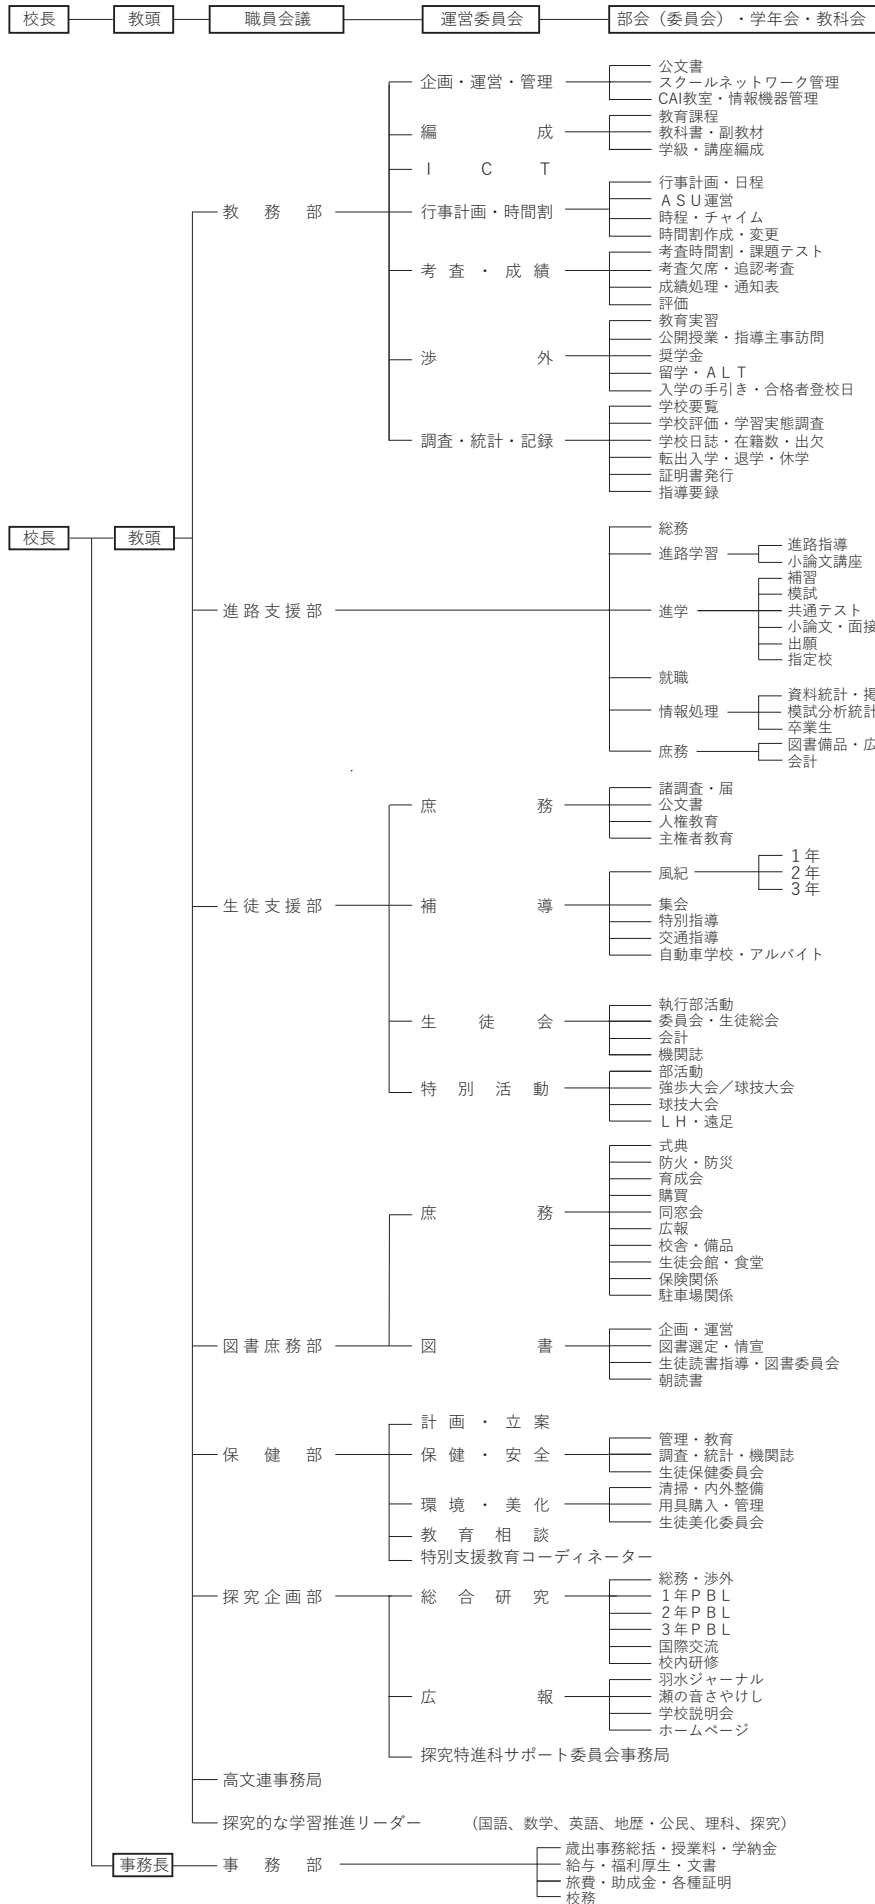 校長 教頭 職員会議 運営委員会 部会（委員会）・学年会・教科会
公文書
企画・運営・管理 スクールネットワーク管理
CAI教室・情報機器管理
教育課程
編成 教科書・副教材
学級・講座編成
ＩＣＴ
行事計画・日程
ＡＳＵ運営
教務部 行事計画・時間割
時程・チャイム
時間割作成・変更
考査時間割・課題テスト
考査・成績 考査欠席・追認考査
成績処理・通知表
評価
教育実習
公開授業・指導主事訪問
渉外 奨学金
留学・ＡＬＴ
入学の手引き・合格者登校日
学校要覧
学校評価・学習実態調査
調査・統計・記録 学校日誌・在籍数・出欠
転出入学・退学・休学
証明書発行
指導要録
総務
校長 教頭
進路指導
進路学習
小論文講座
補習
模試
進路支援部 進学 共通テスト
小論文・面接
出願
指定校
就職
資料統計・掲
情報処理 模試分析統計
卒業生
図書備品・広
庶務
会計
諸調査・届
庶務 公文書
人権教育
主権者教育
１年
風紀 ２年
３年
生徒支援部 補導 集会
特別指導
交通指導
自動車学校・アルバイト
執行部活動
生徒会 委員会・生徒総会
会計
機関誌
部活動
特別活動 強歩大会／球技大会
球技大会
ＬＨ・遠足
式典
防火・防災
育成会
購買
庶務 同窓会
広報
校舎・備品
生徒会館・食堂
保険関係
駐車場関係
企画・運営
図書庶務部 図書 図書選定・情宣
生徒読書指導・図書委員会
朝読書
計画・立案
管理・教育
保健部 保健・安全 調査・統計・機関誌
生徒保健委員会
清掃・内外整備
環境・美化 用具購入・管理
生徒美化委員会
教育相談
特別支援教育コーディネーター
総務・渉外
探究企画部 総合研究 １年ＰＢＬ
２年ＰＢＬ
３年ＰＢＬ
国際交流
校内研修
羽水ジャーナル
広報 瀬の音さやけし
学校説明会
ホームページ
探究特進科サポート委員会事務局
高文連事務局
探究的な学習推進リーダー （国語、数学、英語、地歴・公民、理科、探究）
歳出事務総括・授業料・学納金
事務長 事務部 給与・福利厚生・文書
旅費・助成金・各種証明
校務